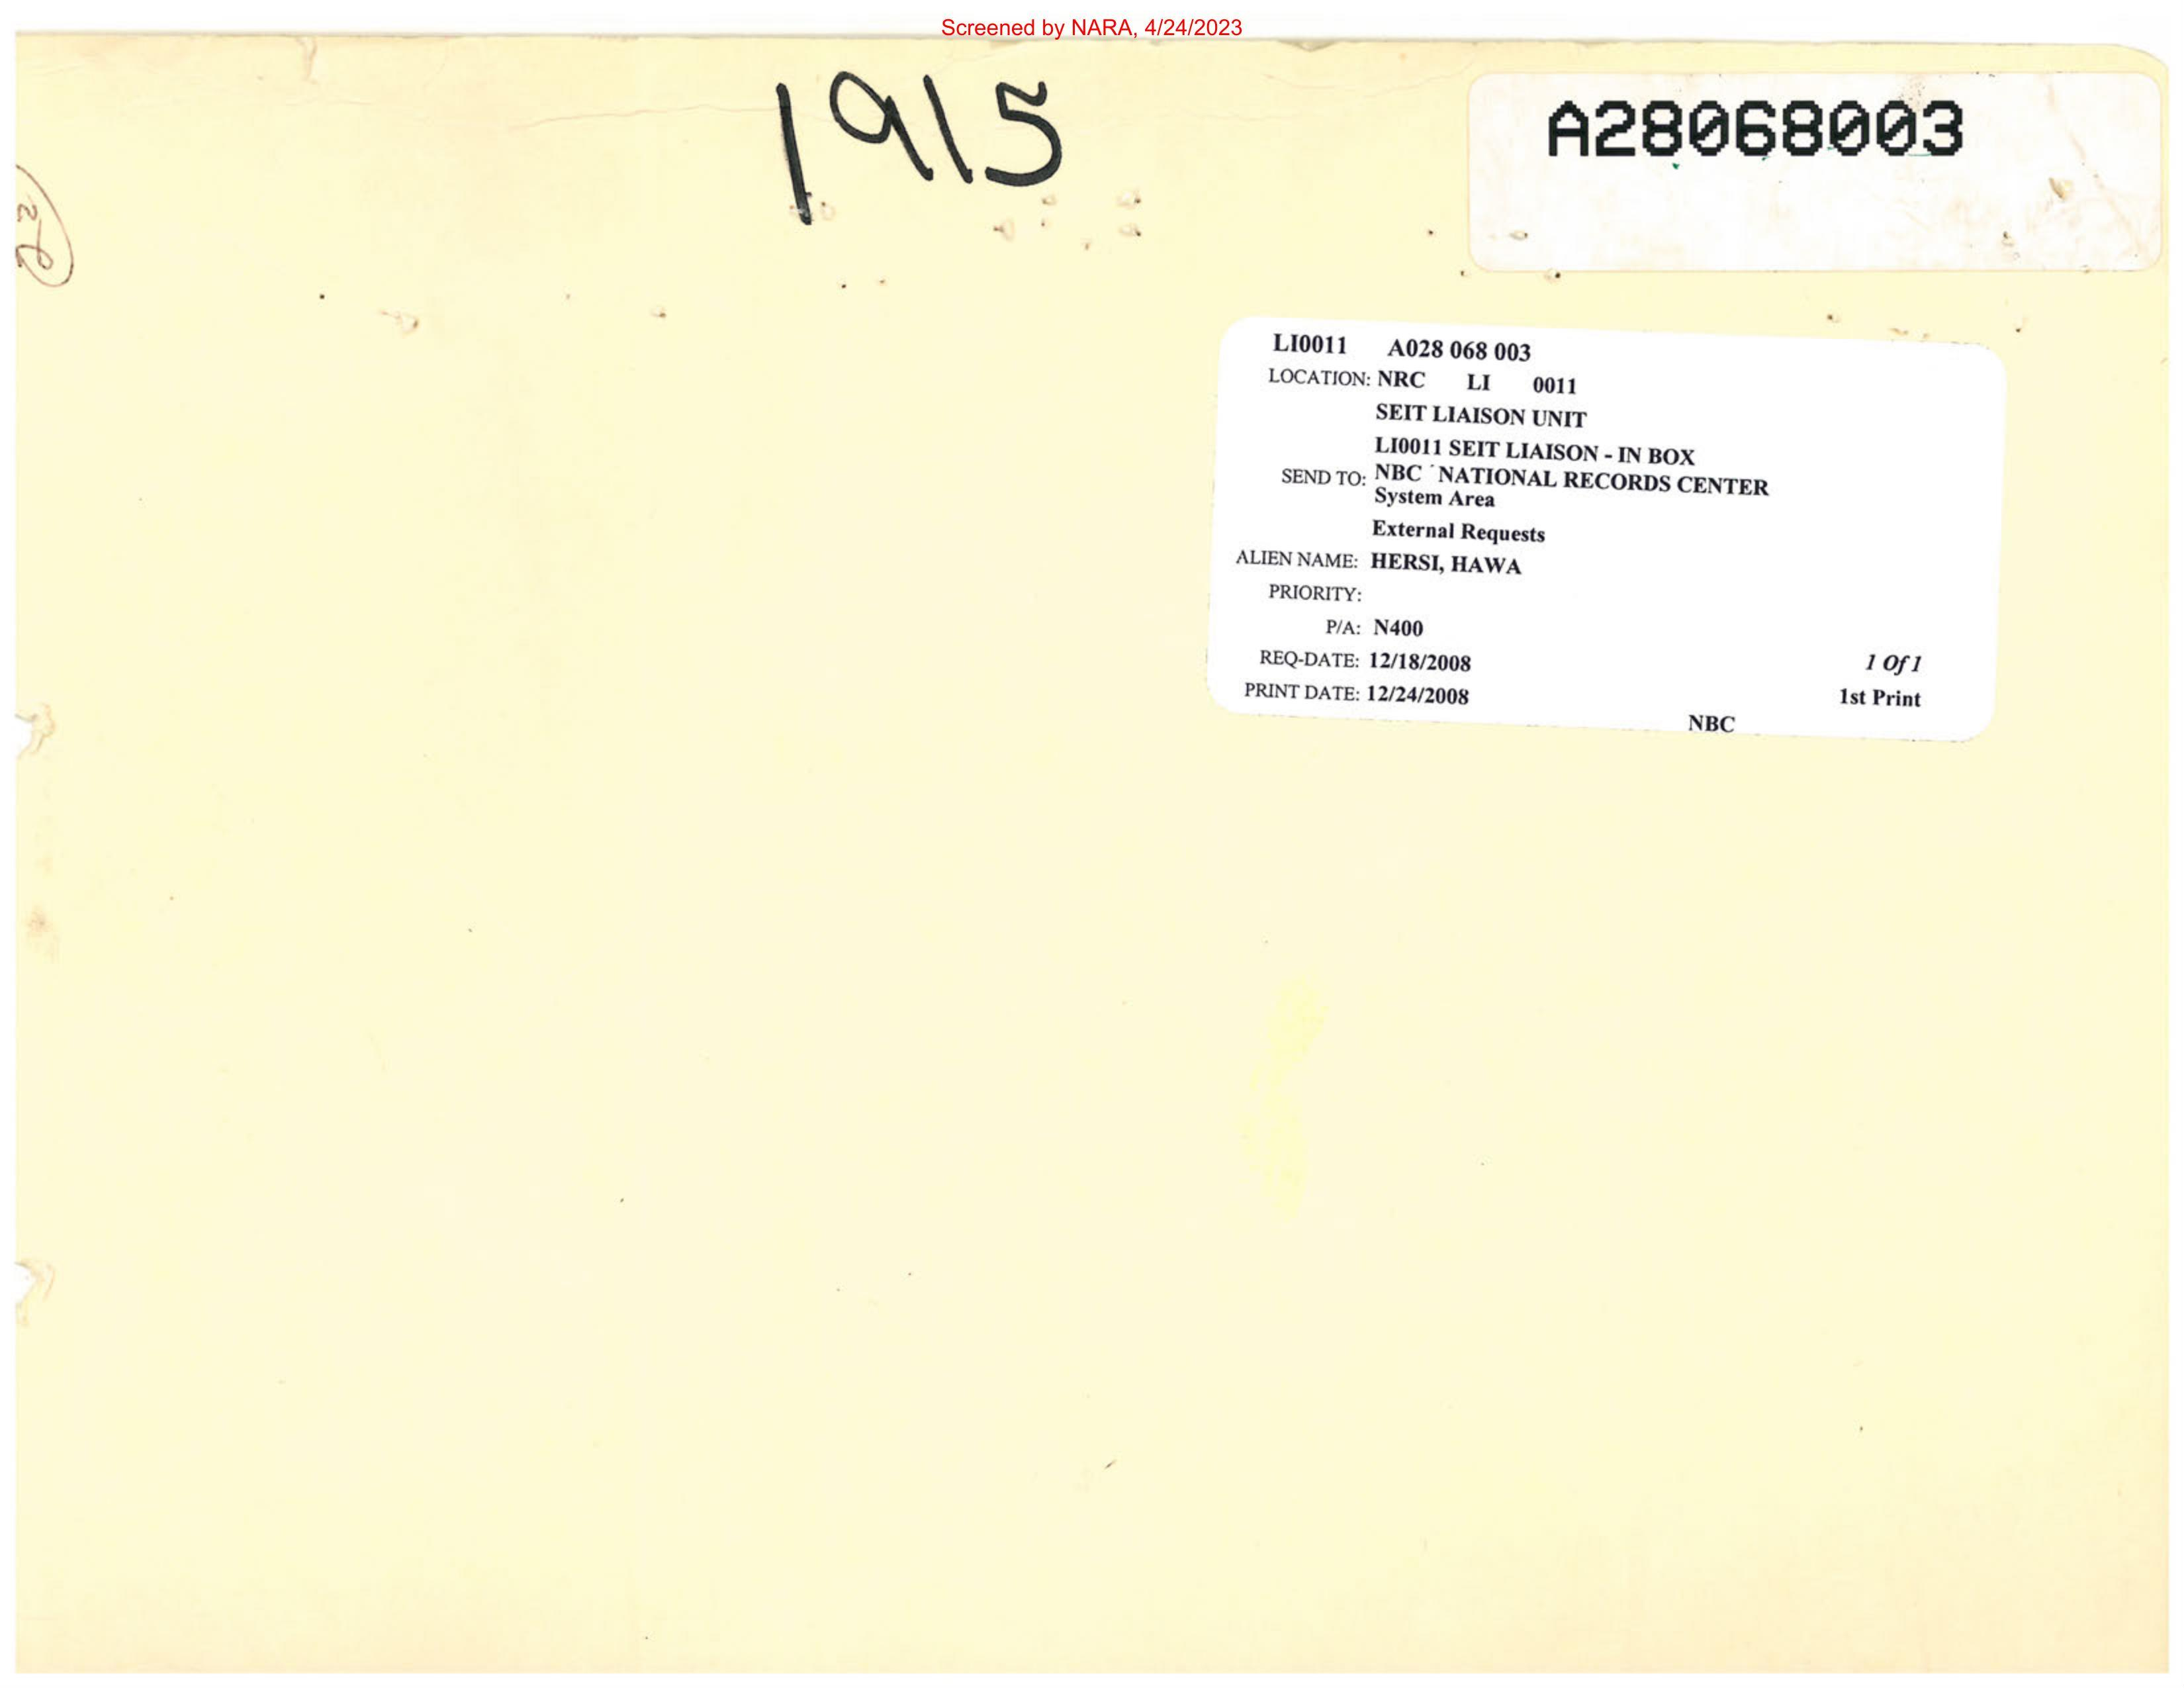 Screened by NARA, 4/24/2023
1915
A28068003
LI0011 A028 068 003
LOCATION: NRC LI 0011
SEIT LIAISON UNIT
LI0011 SEIT LIAISON - IN BOX
SEND TO: NBC NATIONAL RECORDS CENTER
System Area
External Requests
ALIEN NAME: HERSI, HAWA
PRIORITY:
P/A: N400
REQ-DATE: 12/18/2008 1 Of 1
PRINT DATE: 12/24/2008 1st Print
NBC